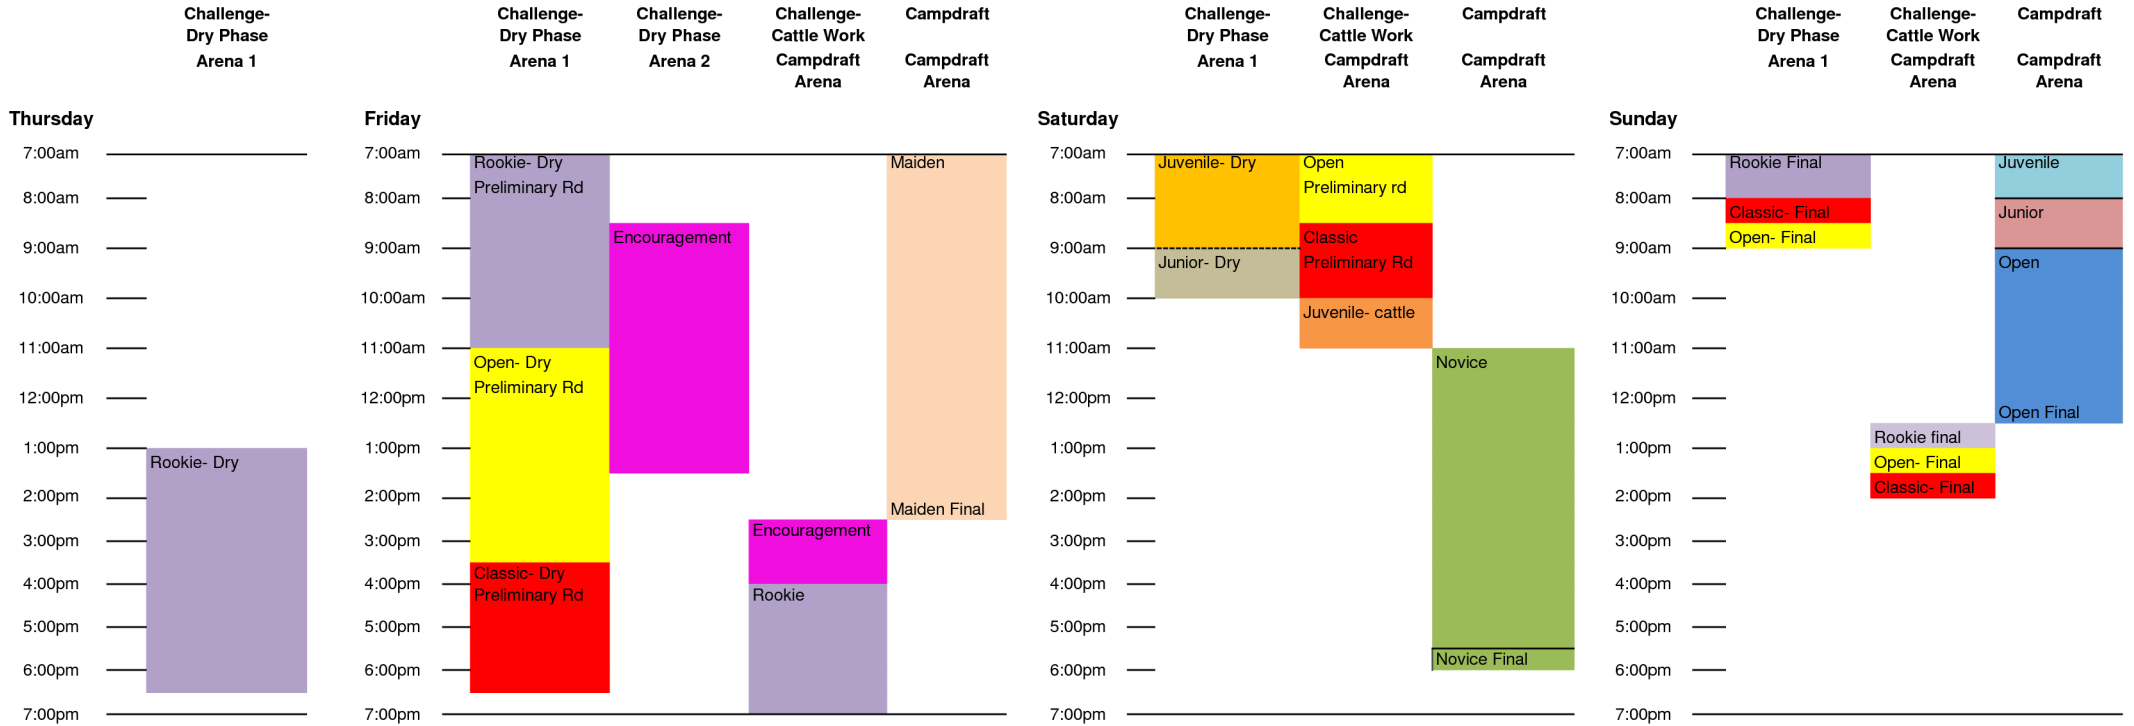 Challenge-
Dry Phase
Arena 1
Thursday
7:00am
8:00am
9:00am
10:00am
11:00am
12:00pm
1:00pm
Rookie- Dry
2:00pm
3:00pm
4:00pm
5:00pm
6:00pm
7:00pm
Challenge-
Dry Phase
Arena 1
Challenge-
Dry Phase
Arena 2
Challenge-
Cattle Work
Campdraft
Arena
Campdraft
Campdraft
Arena
Friday
7:00am
8:00am
9:00am
10:00am
11:00am
12:00pm
1:00pm
2:00pm
3:00pm
4:00pm
5:00pm
6:00pm
7:00pm
Rookie- Dry
Preliminary Rd
Open- Dry
Preliminary Rd
Classic- Dry
Preliminary Rd
Encouragement
Encouragement
Rookie
Maiden
Maiden Final
Challenge-
Dry Phase
Arena 1
Challenge-
Cattle Work
Campdraft
Arena
Campdraft
Campdraft
Arena
Saturday
7:00am
8:00am
9:00am
10:00am
11:00am
12:00pm
1:00pm
2:00pm
3:00pm
4:00pm
5:00pm
6:00pm
7:00pm
Juvenile- Dry
Junior- Dry
Open
Preliminary rd
Classic
Preliminary Rd
Juvenile- cattle
Novice
Novice Final
Challenge-
Dry Phase
Arena 1
Challenge-
Cattle Work
Campdraft
Arena
Campdraft
Campdraft
Arena
Sunday
7:00am
8:00am
9:00am
10:00am
11:00am
12:00pm
1:00pm
2:00pm
3:00pm
4:00pm
5:00pm
6:00pm
7:00pm
Rookie Final
Classic- Final
Open- Final
Rookie final
Open- Final
Classic- Final
Juvenile
Junior
Open
Open Final